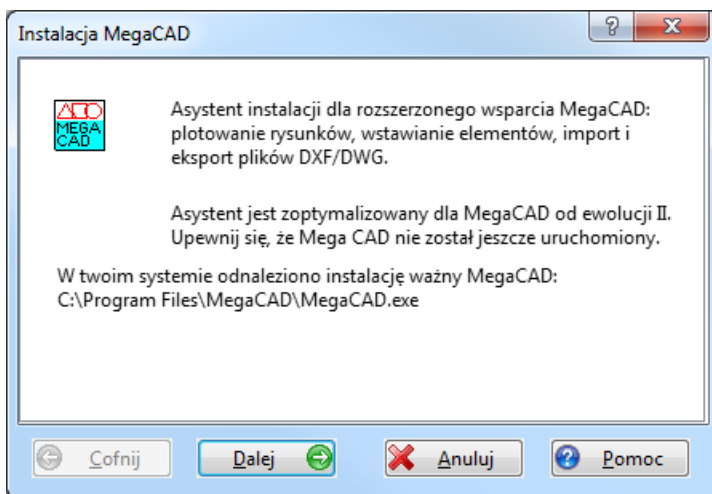 Instalacja MegaCAD
Asystent instalacji dla rozszerzonego wsparcia MegaCAD:
MEGA
CAD
plotowanie rysunków, wstawianie elementów, import i
eksport plików DXF/DWG.
Asystent jest zoptymalizowany dla MegaCAD od ewolucji II.
Upewnij się, że Mega CAD nie został jeszcze uruchomiony.
W twoim systemie odnaleziono instalację ważny MegaCAD:
C:\Program Files\MegaCAD\MegaCAD.exe
Cofnij
Dalej
Anuluj
Pomoc